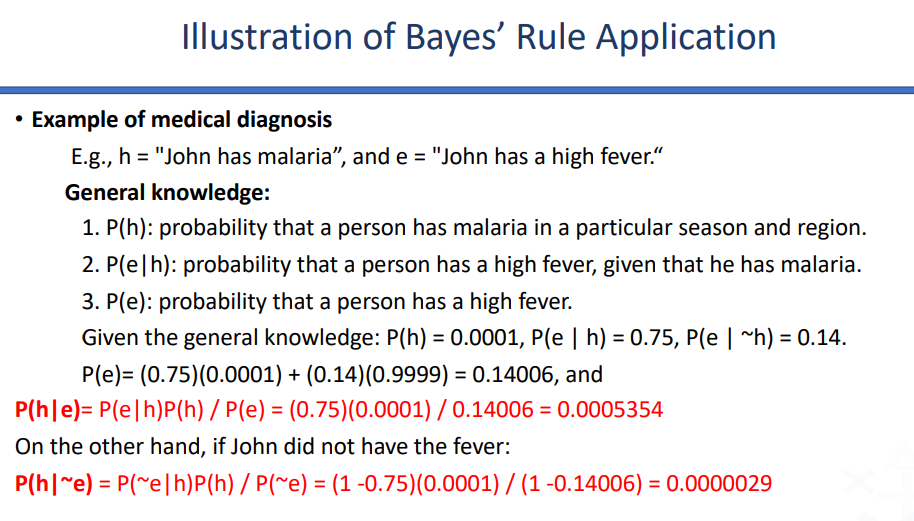 Illustration of Bayes’ Rule Application
• Example of medical diagnosis
E.g., h = "John has malaria”, and e = "John has a high fever.“
General knowledge:
1. P(h): probability that a person has malaria in a particular season and region.
2. P(e|h): probability that a person has a high fever, given that he has malaria.
3. P(e): probability that a person has a high fever.
Given the general knowledge: P(h) = 0.0001, P(e | h) = 0.75, P(e | ~h) = 0.14.
P(e)= (0.75)(0.0001) + (0.14)(0.9999) = 0.14006, and
P(h|e)= P(e|h)P(h) / P(e) = (0.75)(0.0001) / 0.14006 = 0.0005354
On the other hand, if John did not have the fever:
P(h|~e) = P(~e|h)P(h) / P(~e) = (1 -0.75)(0.0001) / (1 -0.14006) = 0.0000029